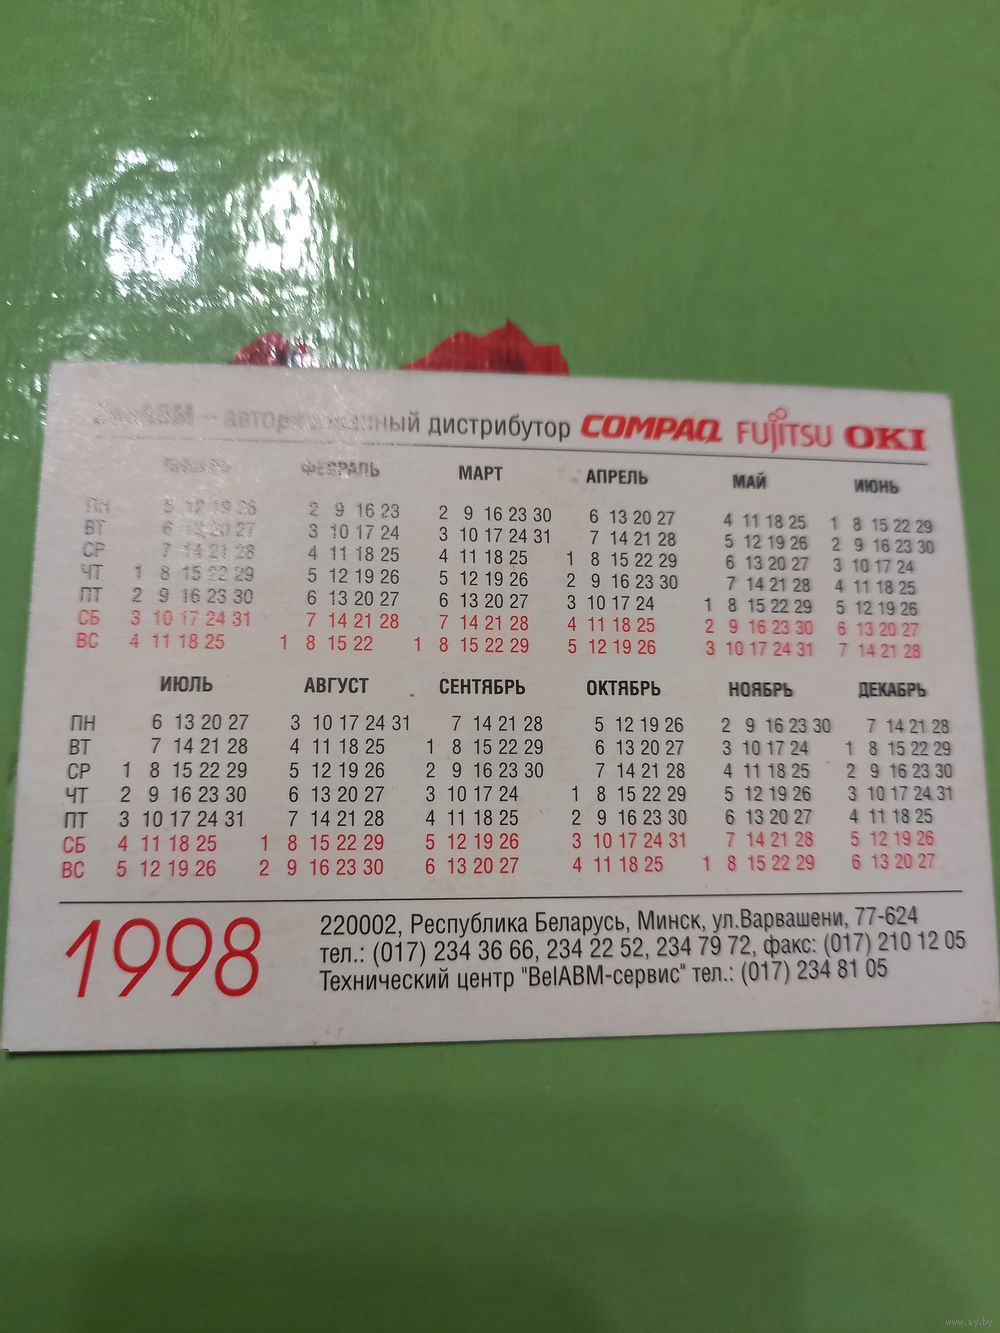 БелАВМ – авторизованный дистрибутор COMPAQ FUJITSU OKI
ЯНВАРЬ ФЕВРАЛЬ МАРТ АПРЕЛЬ МАЙ ИЮНЬ
ПН 5 12 19 26 2 9 16 23 2 9 16 23 30 6 13 20 27 4 11 18 25 1 8 15 22 29
ВТ 6 13 20 27 3 10 17 24 3 10 17 24 31 7 14 21 28 5 12 19 26 2 9 16 23 30
СР 7 14 21 28 4 11 18 25 4 11 18 25 1 8 15 22 29 6 13 20 27 3 10 17 24
ЧТ 1 8 15 22 29 5 12 19 26 5 12 19 26 2 9 16 23 30 7 14 21 28 4 11 18 25
ПТ 2 9 16 23 30 6 13 20 27 6 13 20 27 3 10 17 24 1 8 15 22 29 5 12 19 26
СБ 3 10 17 24 31 7 14 21 28 7 14 21 28 4 11 18 25 2 9 16 23 30 6 13 20 27
ВС 4 11 18 25 1 8 15 22 1 8 15 22 29 5 12 19 26 3 10 17 24 31 7 14 21 28
ИЮЛЬ АВГУСТ СЕНТЯБРЬ ОКТЯБРЬ НОЯБРЬ ДЕКАБРЬ
ПН 6 13 20 27 3 10 17 24 31 7 14 21 28 5 12 19 26 2 9 16 23 30 7 14 21 28
ВТ 7 14 21 28 4 11 18 25 1 8 15 22 29 6 13 20 27 3 10 17 24 1 8 15 22 29
СР 1 8 15 22 29 5 12 19 26 2 9 16 23 30 7 14 21 28 4 11 18 25 2 9 16 23 30
ЧТ 2 9 16 23 30 6 13 20 27 3 10 17 24 1 8 15 22 29 5 12 19 26 3 10 17 24 31
ПТ 3 10 17 24 31 7 14 21 28 4 11 18 25 2 9 16 23 30 6 13 20 27 4 11 18 25
СБ 4 11 18 25 1 8 15 22 29 5 12 19 26 3 10 17 24 31 7 14 21 28 5 12 19 26
ВС 5 12 19 26 2 9 16 23 30 6 13 20 27 4 11 18 25 1 8 15 22 29 6 13 20 27
1998
220002, Республика Беларусь, Минск, ул.Варвашени, 77-624
тел.: (017) 234 36 66, 234 22 52, 234 79 72, факс: (017) 210 12 05
Технический центр "BelABM-сервис" тел.: (017) 234 81 05
www.ay.by